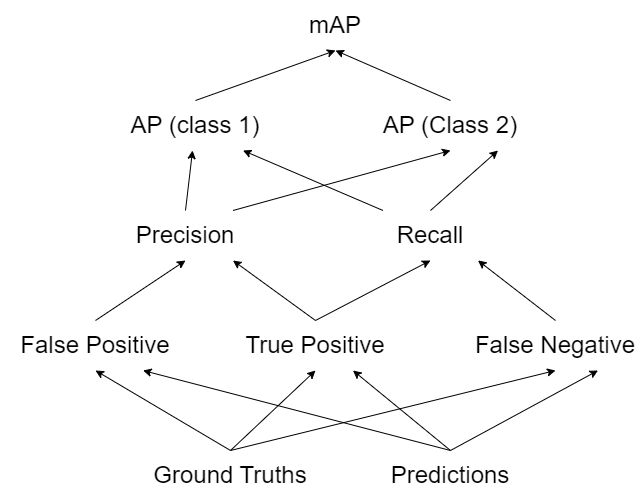 mAP
AP (class 1)
AP (Class 2)
Precision
Recall
False Positive
True Positive
False Negative
Ground Truths
Predictions